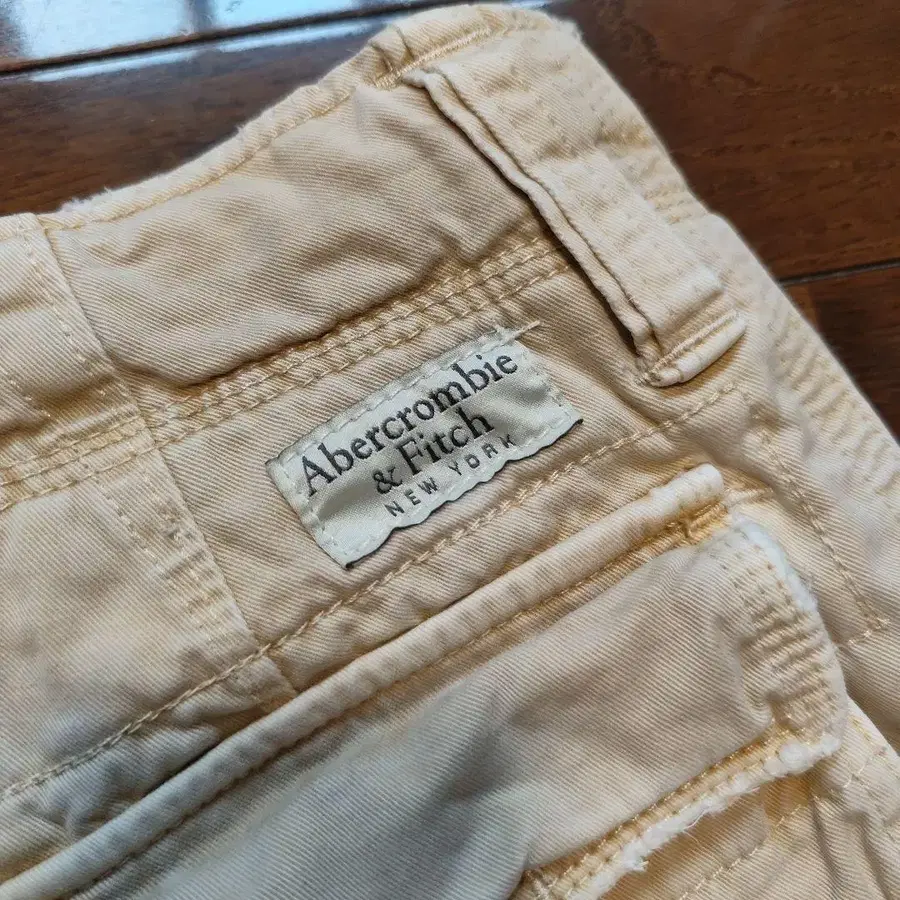 Abercrombie
& Fitch
NEW YORK